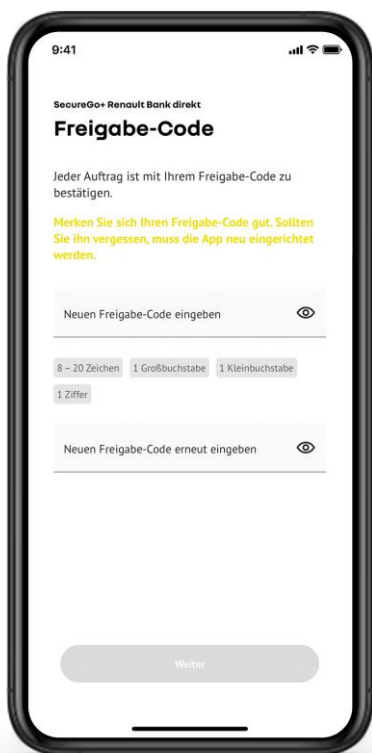 9:41
SecureGo+ Renault Bank direkt
Freigabe-Code
Jeder Auftrag ist mit Ihrem Freigabe-Code zu
bestätigen.
Merken Sie sich Ihren Freigabe-Code gut. Sollten
Sie ihn vergessen, muss die App neu eingerichtet
werden.
Neuen Freigabe-Code eingeben
8 – 20 Zeichen 1 Großbuchstabe 1 Kleinbuchstabe
1 Ziffer
Neuen Freigabe-Code erneut eingeben
Weiter